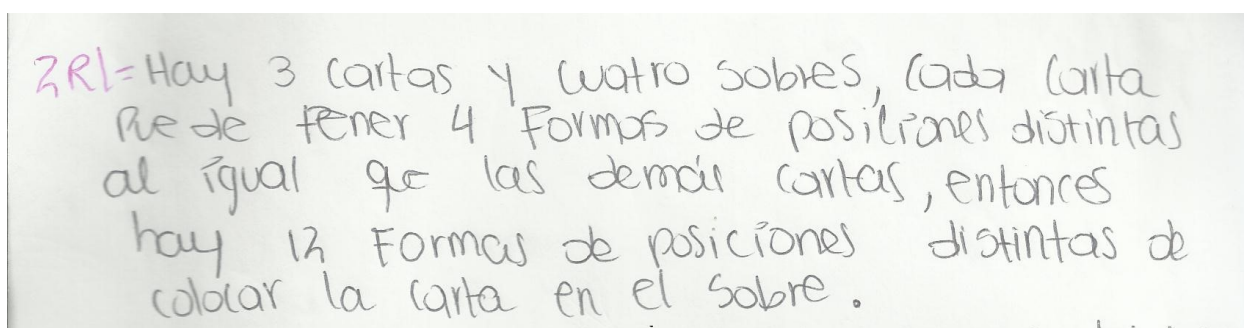 2R1=Hay 3 cartas y cuatro sobres, cada carta
Puede tener 4 Formas de posiciones distintas
al igual que las demás cartas, entonces
hay 12 Formas de posiciones distintas de
colocar la carta en el sobre.